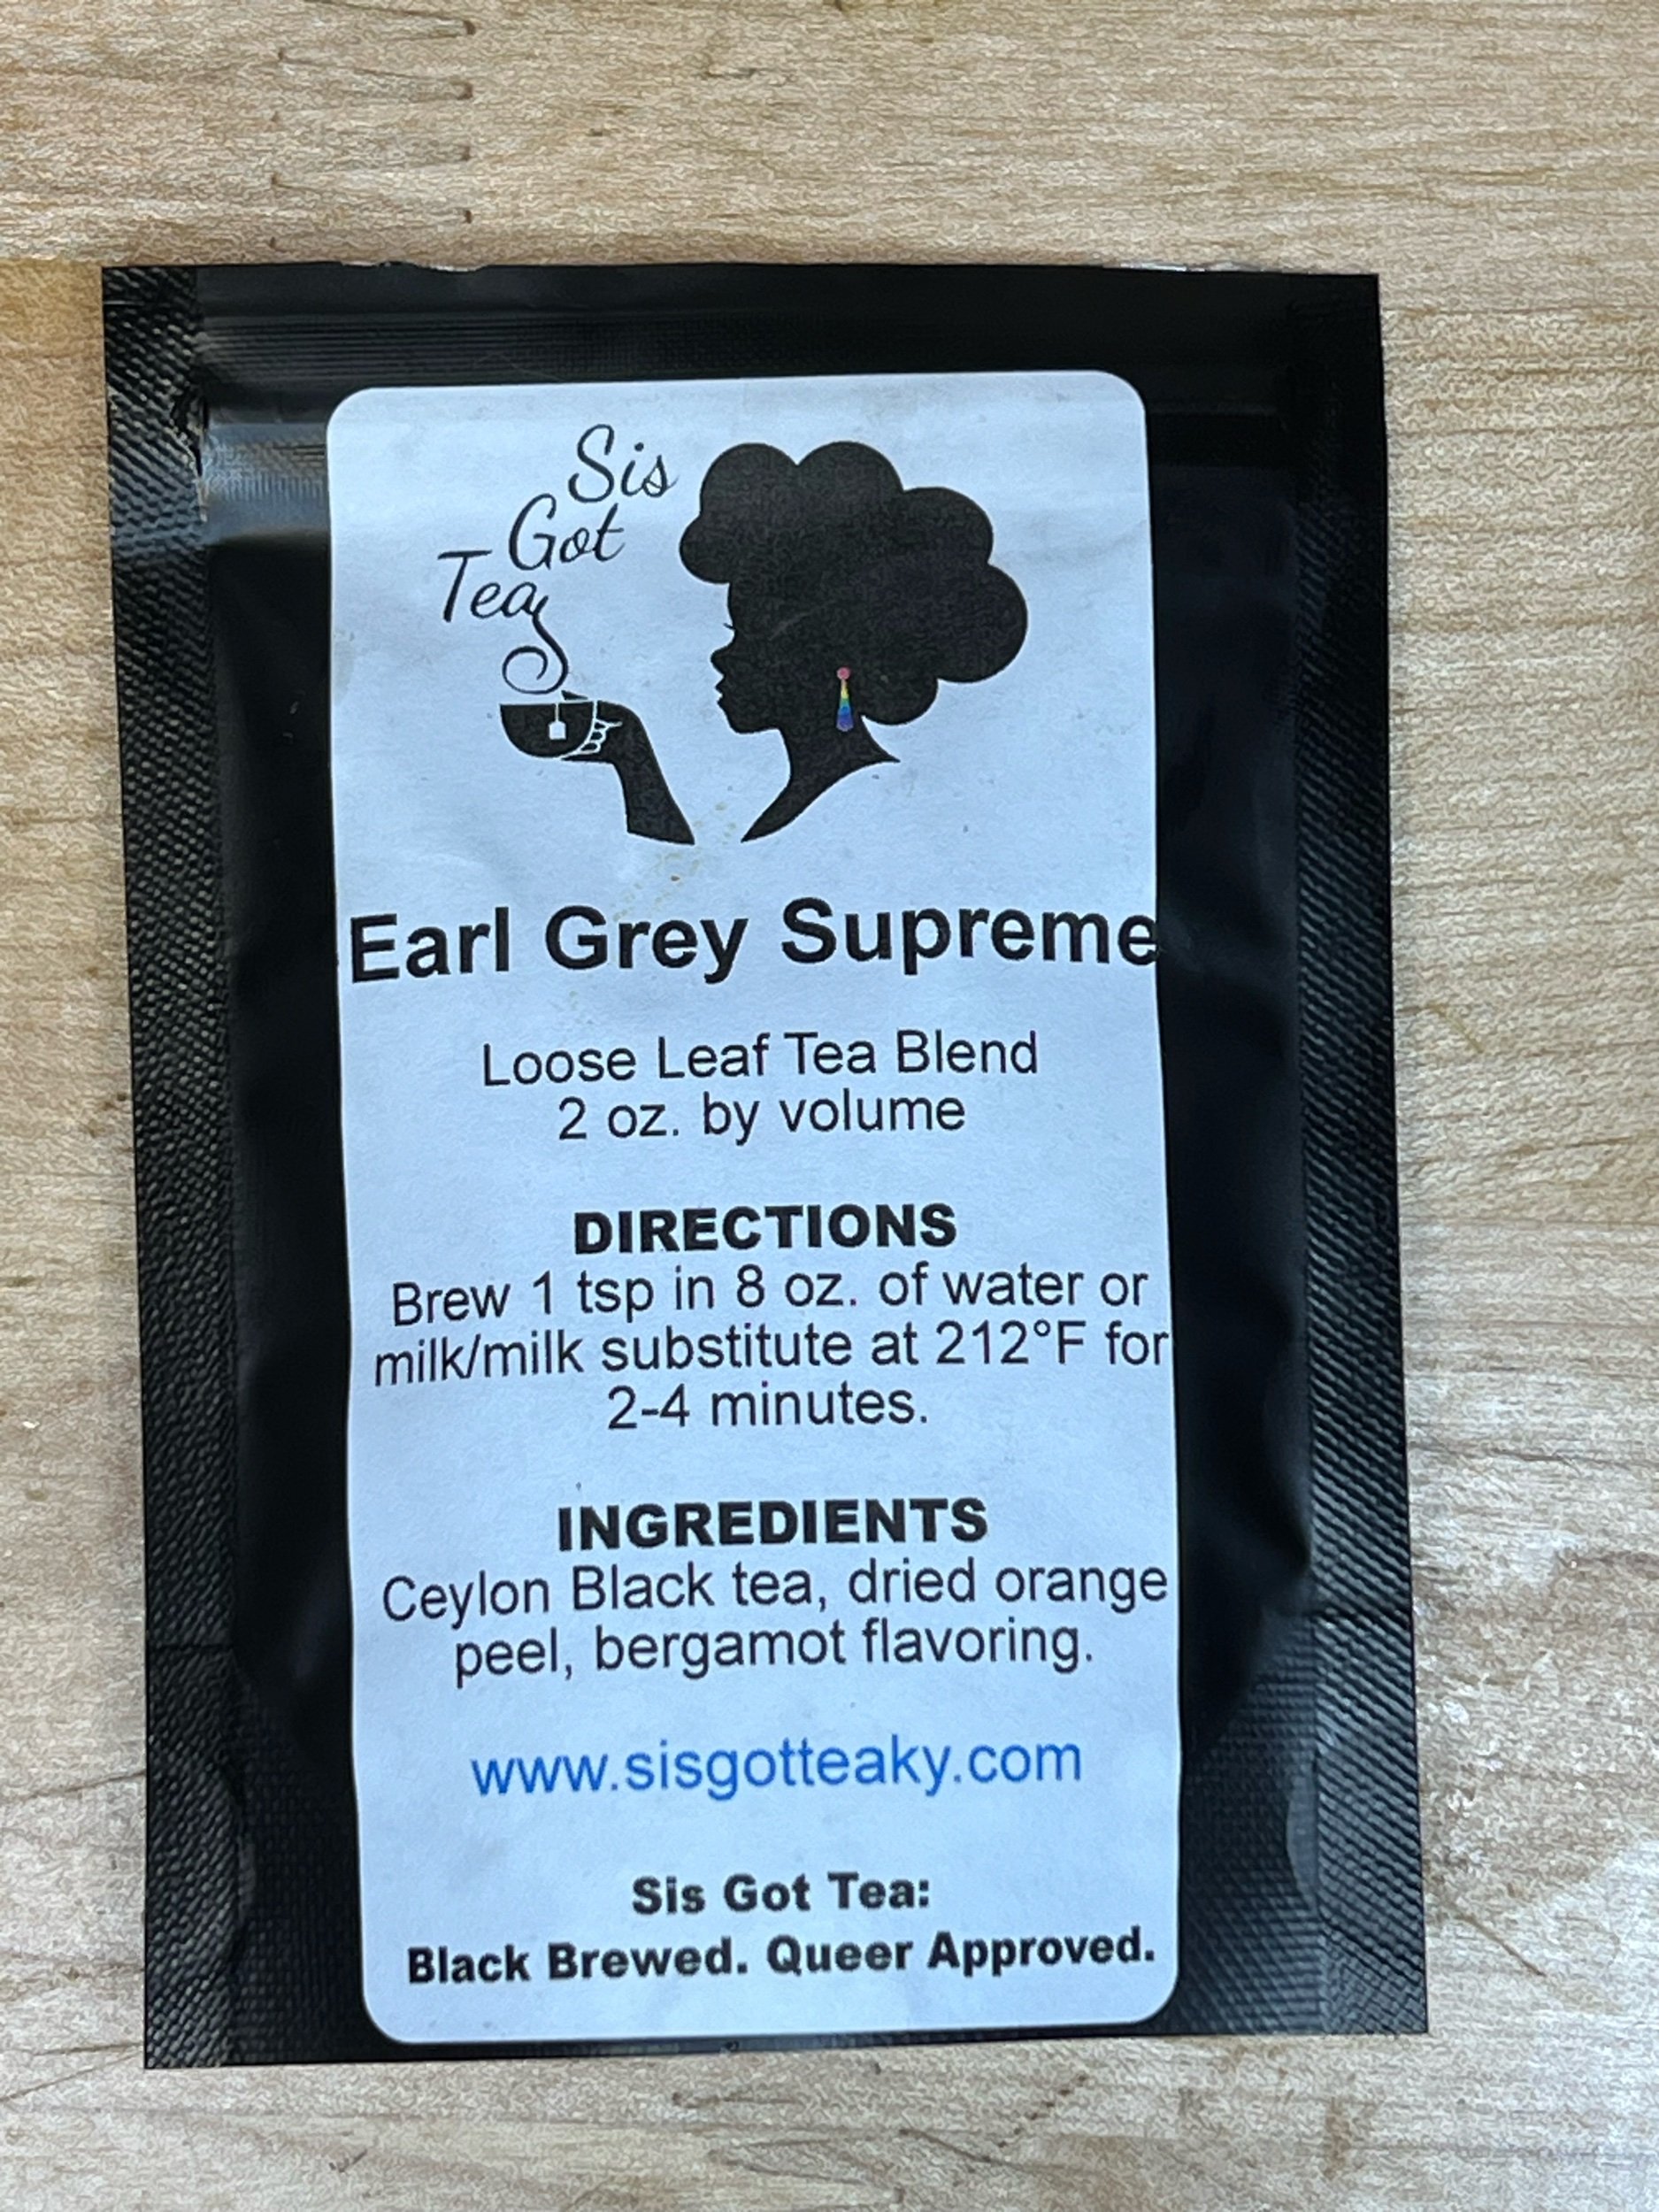 Sis
Got
Tea
Earl Grey Supreme
Loose Leaf Tea Blend
2 oz. by volume
DIRECTIONS
Brew 1 tsp in 8 oz. of water or
milk/milk substitute at 212°F for
2-4 minutes.
INGREDIENTS
Ceylon Black tea, dried orange
peel, bergamot flavoring.
www.sisgotteaky.com
Sis Got Tea:
Black Brewed. Queer Approved.